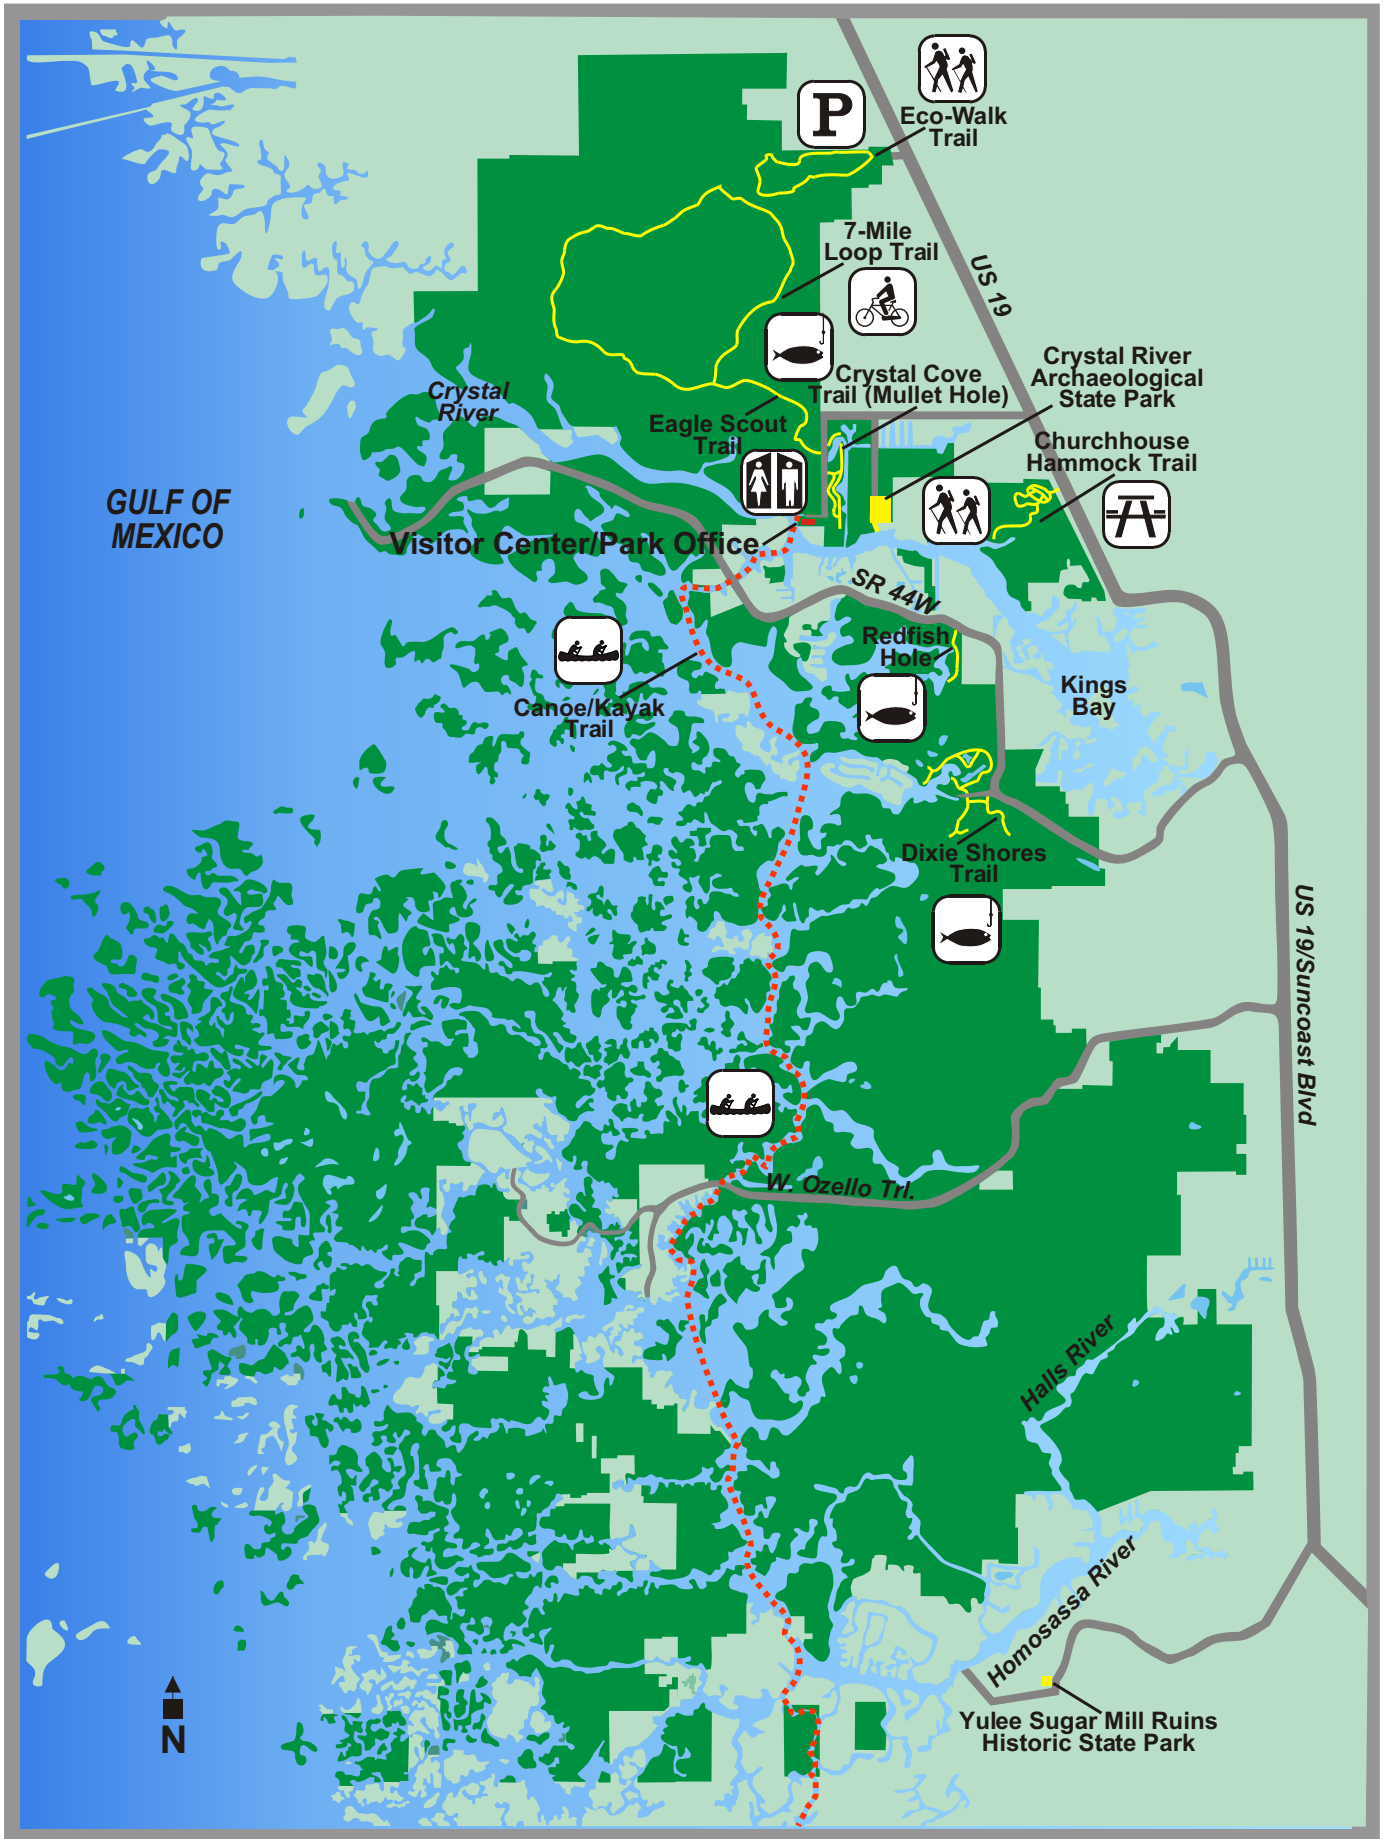 Eco-Walk
Trail
P
7-Mile
Loop Trail
US 19
Crystal River
Archaeological
State Park
Crystal Cove
Trail (Mullet Hole)
Crystal
River
Eagle Scout
Trail
Churchhouse
Hammock Trail
GULF OF
MEXICO
Visitor Center/Park Office
SR 44W
Redfish
Hole
Kings
Bay
Canoe/Kayak
Trail
Dixie Shores
Trail
US 19/Suncoast Blvd
W. Ozello Trl.
Halls River
Homosassa River
Yulee Sugar Mill Ruins
Historic State Park
N